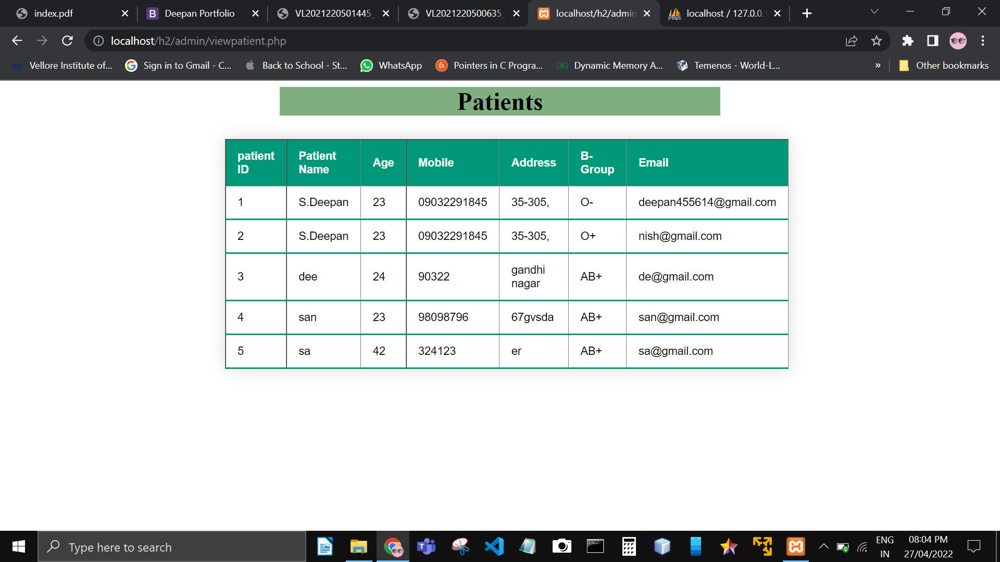 index.pdf
Deepan Portfolio
VL2021220501445_
VL2021220500635_
localhost/h2/admin
localhost / 127.0.0.1
localhost/h2/admin/viewpatient.php
Vellore Institute of...
Sign in to Gmail - C...
Back to School - St...
WhatsApp
Pointers in C Progra...
Dynamic Memory A...
Temenos - World-L...
»
Other bookmarks
Patients
patient ID Patient Name Age Mobile Address B-Group Email
1 S.Deepan 23 09032291845 35-305, O- deepan455614@gmail.com
2 S.Deepan 23 09032291845 35-305, O+ nish@gmail.com
3 dee 24 90322 gandhi nagar AB+ de@gmail.com
4 san 23 98098796 67gvsda AB+ san@gmail.com
5 sa 42 324123 er AB+ sa@gmail.com
Type here to search
ENG
IN
08:04 PM
27/04/2022